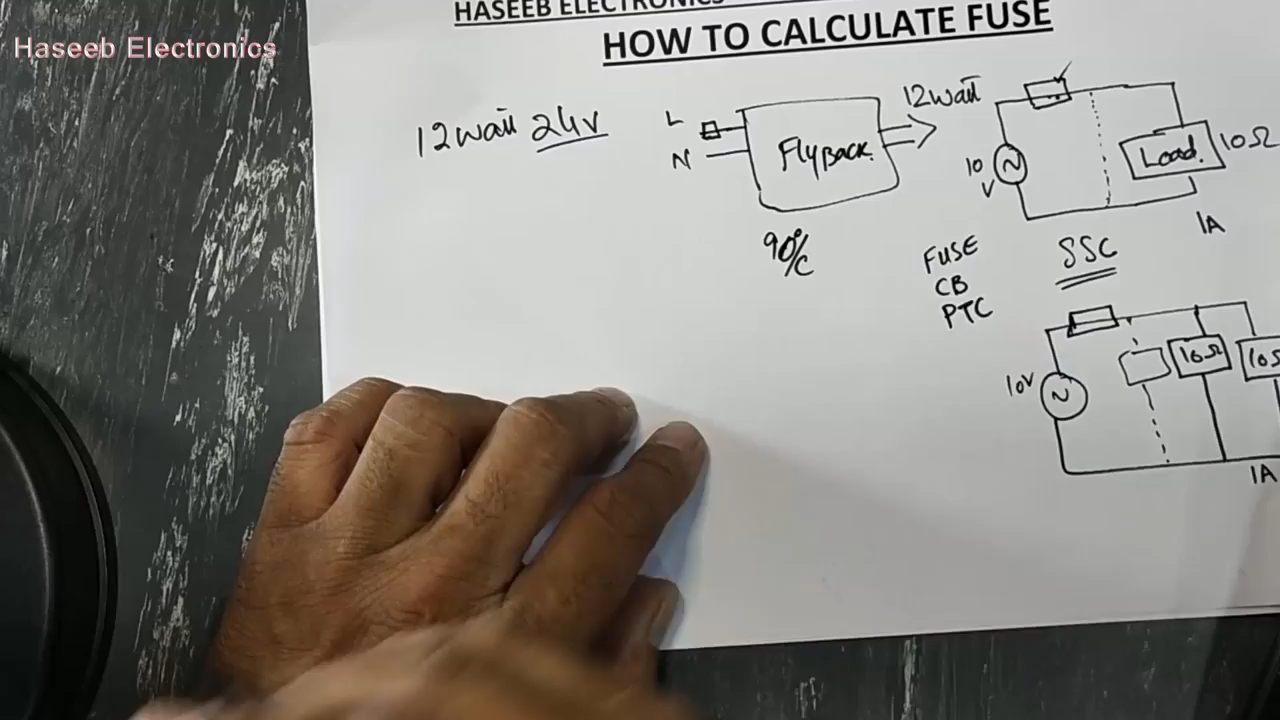 HASEEB ELECTRONICS
Haseeb Electronics
HOW TO CALCULATE FUSE
12watt 24v
L
N
FlyBack
90%
12watt
10
V
Load.
10Ω
1A
FUSE
CB
PTC
SSC
10V
10Ω
10Ω
1A